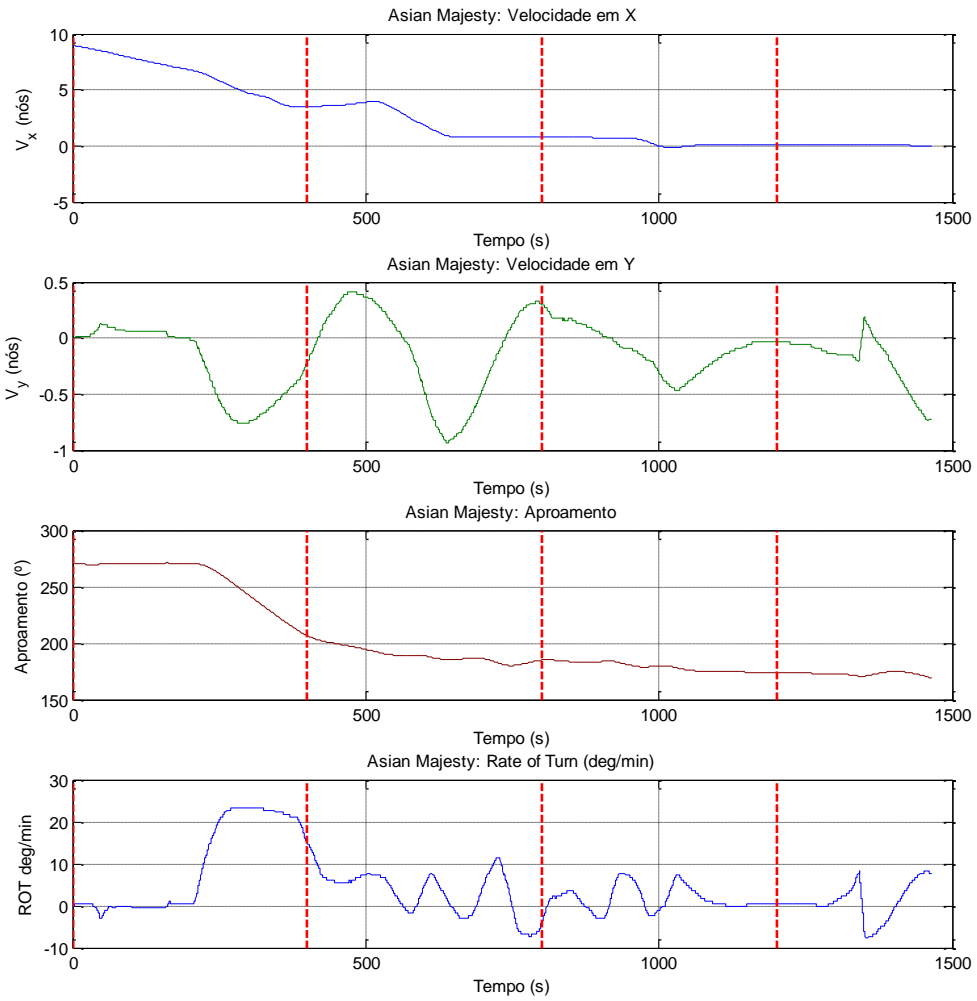 Asian Majesty: Velocidade em X
10
5
0
-5
V_x (nós)
0 500 1000 1500
Tempo (s)
Asian Majesty: Velocidade em Y
0.5
0
-0.5
-1
V_y (nós)
0 500 1000 1500
Tempo (s)
Asian Majesty: Aproamento
300
250
200
150
Aproamento (º)
0 500 1000 1500
Tempo (s)
Asian Majesty: Rate of Turn (deg/min)
30
20
10
0
-10
ROT deg/min
0 500 1000 1500
Tempo (s)